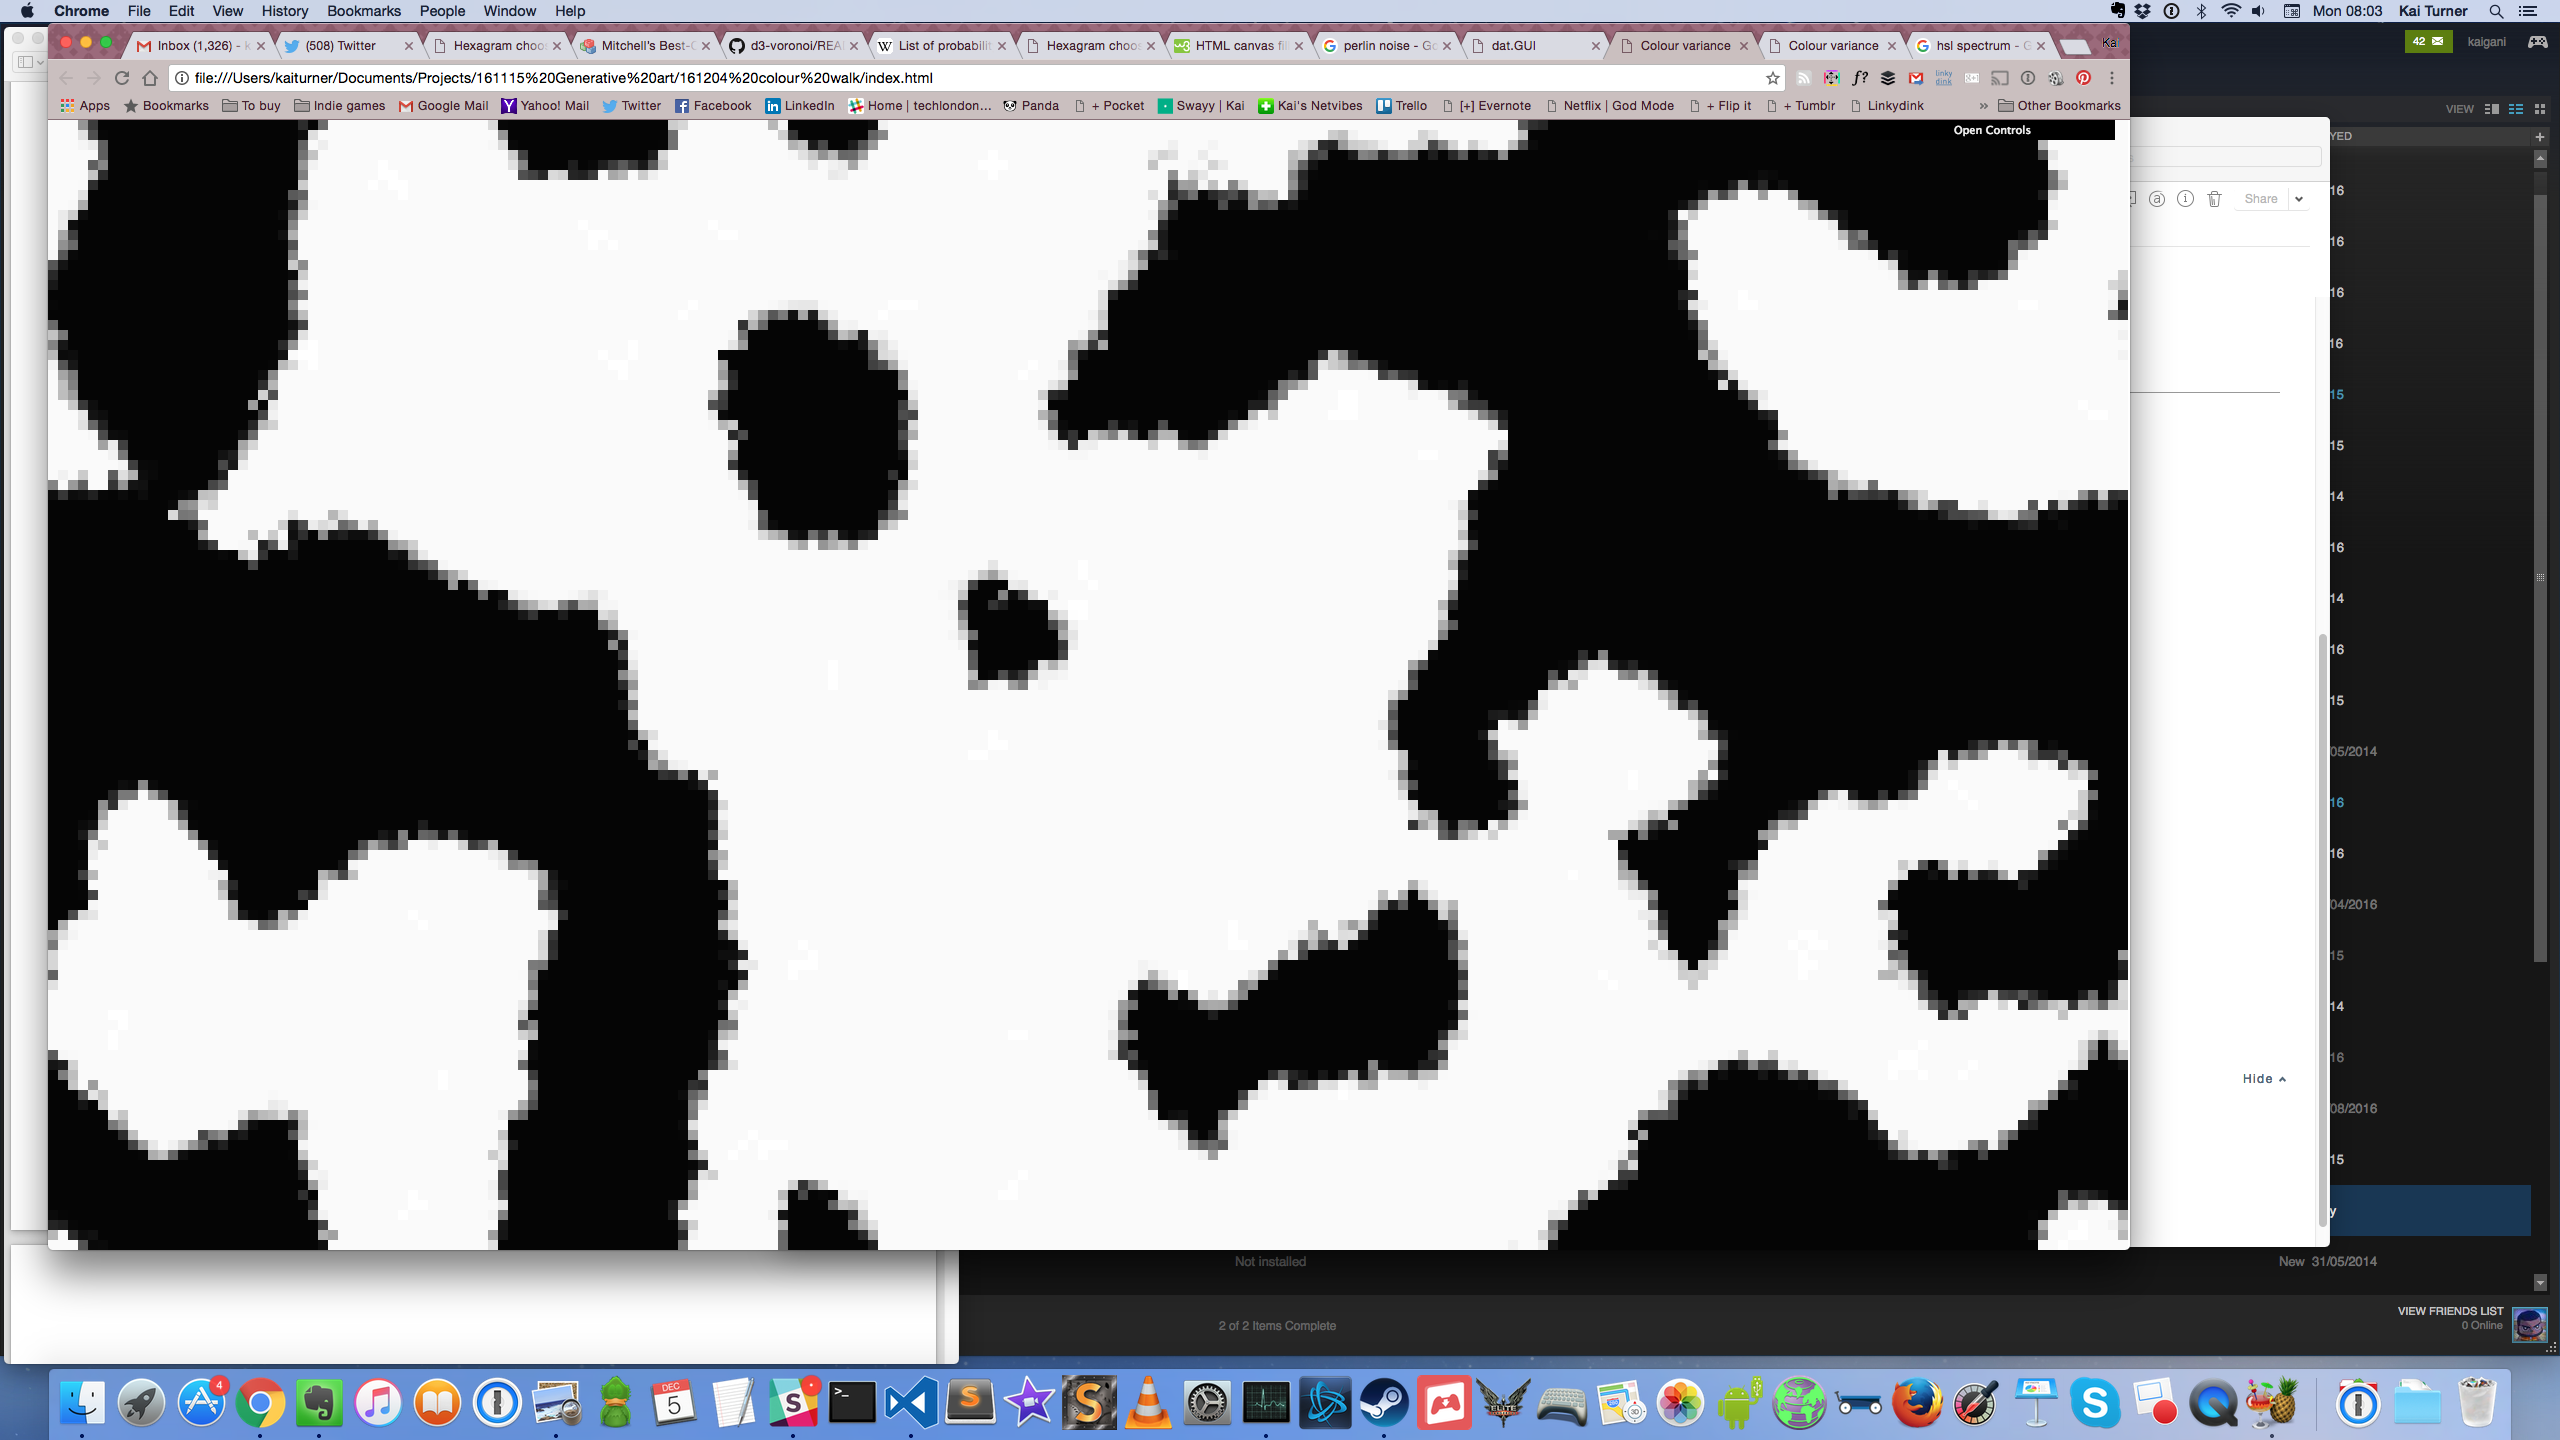 Chrome File Edit View History Bookmarks People Window Help Mon 08:03 Kai Turner
Inbox (1,326) - k (508) Twitter Hexagram choo Mitchell's Best-C d3-voronoi/REA List of probabilit Hexagram choo HTML canvas fil perlin noise - Go dat.GUI Colour variance Colour variance hsl spectrum - G Kai
42 kaigani
file:///Users/kaiturner/Documents/Projects/161115%20Generative%20art/161204%20colour%20walk/index.html
f? linky dink
Apps Bookmarks To buy Indie games Google Mail Yahoo! Mail Twitter Facebook LinkedIn Home | techlondon... Panda + Pocket Swayy | Kai Kai's Netvibes Trello [+] Evernote Netflix | God Mode + Flip it + Tumblr Linkydink » Other Bookmarks
VIEW
Open Controls
YED +
16
Share
16
16
16
15
15
14
16
14
16
15
05/2014
16
16
04/2016
15
14
16
Hide
08/2016
15
y
Not installed New 31/05/2014
VIEW FRIENDS LIST
2 of 2 Items Complete 0 Online
4
DEC
5
ELITE